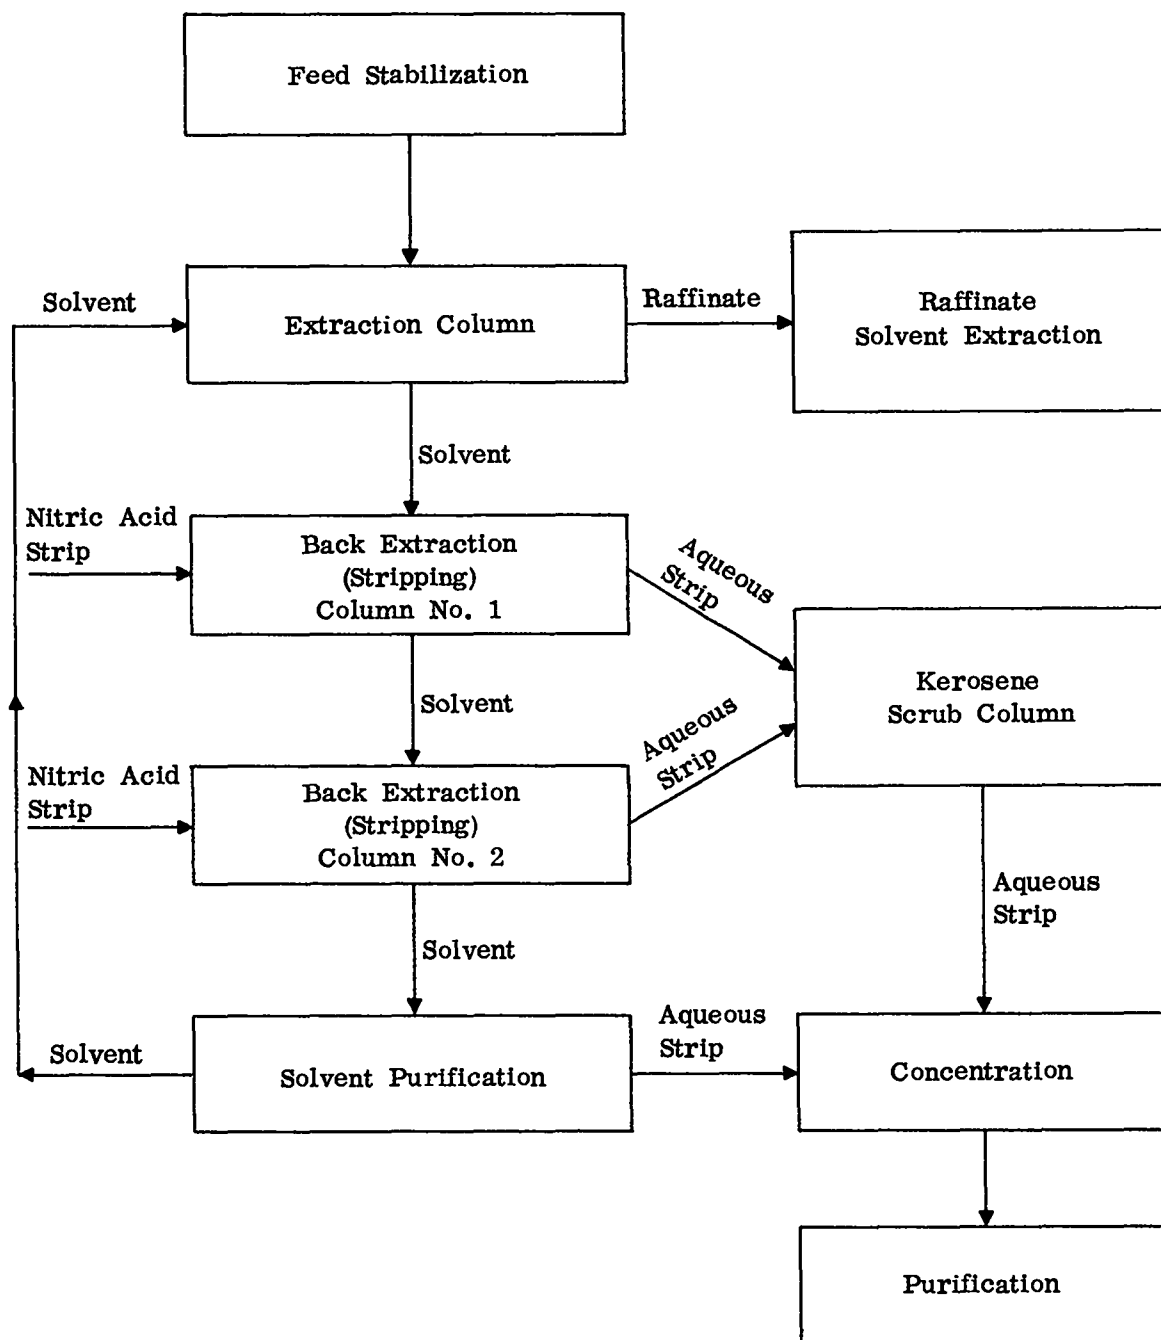 Feed Stabilization
Solvent
Extraction Column
Raffinate
Raffinate
Solvent Extraction
Solvent
Nitric Acid
Strip
Back Extraction
(Stripping)
Column No. 1
Aqueous
Strip
Kerosene
Scrub Column
Solvent
Nitric Acid
Strip
Back Extraction
(Stripping)
Column No. 2
Aqueous
Strip
Aqueous
Strip
Solvent
Solvent
Solvent Purification
Aqueous
Strip
Concentration
Purification